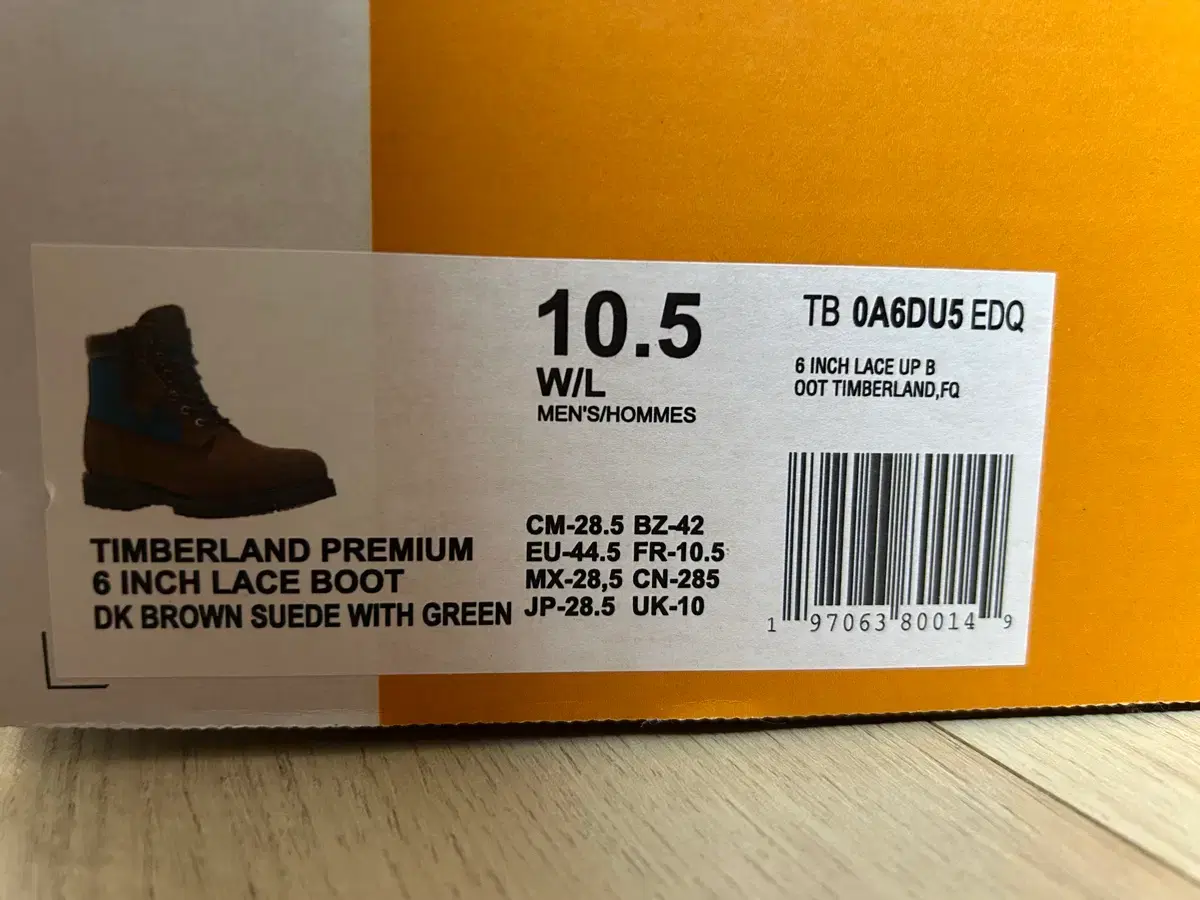 10.5
W/L
MEN'S/HOMMES
TB 0A6DU5 EDQ
6 INCH LACE UP B
OOT TIMBERLAND,FQ
TIMBERLAND PREMIUM
6 INCH LACE BOOT
DK BROWN SUEDE WITH GREEN
CM-28.5 BZ-42
EU-44.5 FR-10.5
MX-28,5 CN-285
JP-28.5 UK-10
1 97063 80014 9